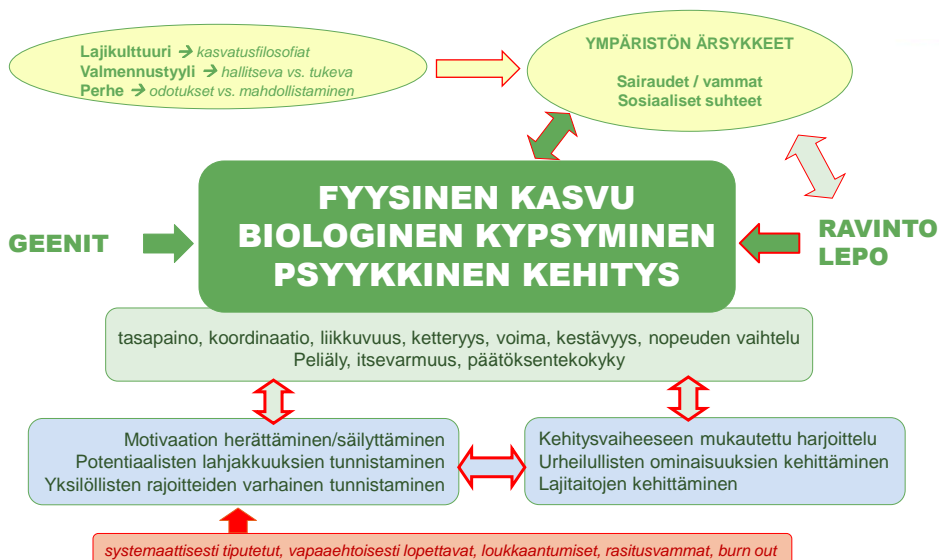 Lajikulttuuri → kasvatusfilosofiat
Valmennustyyli → hallitseva vs. tukeva
Perhe → odotukset vs. mahdollistaminen
YMPÄRISTÖN ÄRSYKKEET
Sairaudet / vammat
Sosiaaliset suhteet
GEENIT
FYYSINEN KASVU
BIOLOGINEN KYPSYMINEN
PSYYKKINEN KEHITYS
RAVINTO
LEPO
tasapaino, koordinaatio, liikkuvuus, ketteryys, voima, kestävyys, nopeuden vaihtelu
Peliäly, itsevarmuus, päätöksentekokyky
Motivaation herättäminen/säilyttäminen
Potentiaalisten lahjakkuuksien tunnistaminen
Yksilöllisten rajoitteiden varhainen tunnistaminen
Kehitysvaiheeseen mukautettu harjoittelu
Urheilullisten ominaisuuksien kehittäminen
Lajitaitojen kehittäminen
systemaattisesti tiputetut, vapaaehtoisesti lopettavat, loukkaantumiset, rasitusvammat, burn out